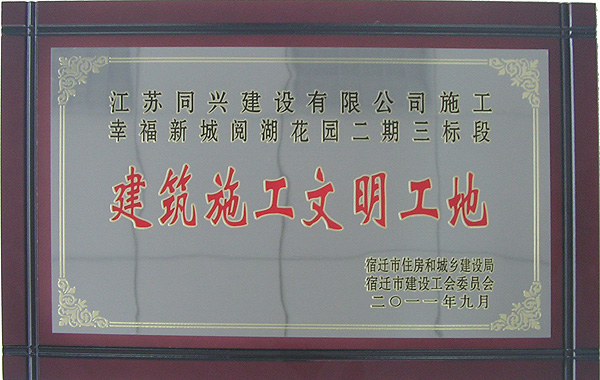 江苏同兴建设有限公司施工
幸福新城阅湖花园二期三标段
建筑施工文明工地
宿迁市住房和城乡建设局
宿迁市建设工会委员会
二〇一一年九月